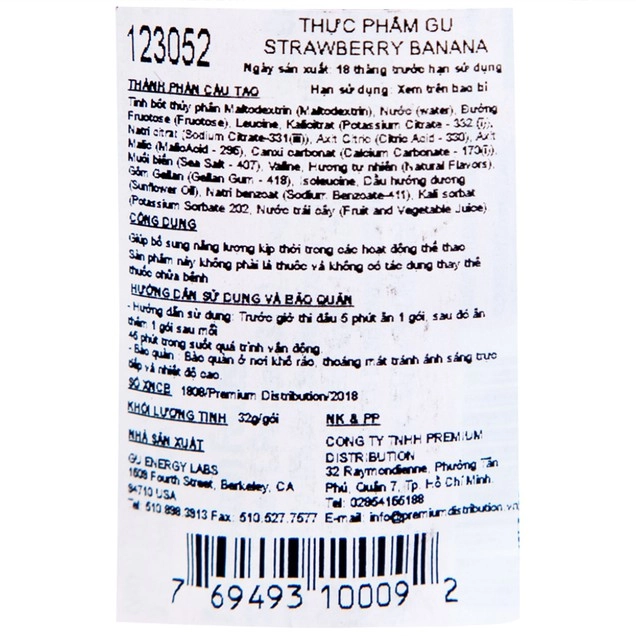 123052
THỰC PHẨM GU
STRAWBERRY BANANA
Ngày sản xuất: 18 tháng trước hạn sử dụng
THÀNH PHẦN CẤU TẠO
Hạn sử dụng: Xem trên bao bì
Tinh bột thủy phân Maltodextrin (Maltodextrin), Nước (water), Đường
Fructose (Fructose), Leucine, Kalicitrat (Potassium Citrate - 332 (i)),
Natri citrat (Sodium Citrate-331(iii)), Axit Citric (Citric Acid - 330), Axit
Malic (MalicAcid - 296), Canxi carbonat (Calcium Carbonate - 170(i)),
Muối biển (Sea Salt - 407), Valine, Hương tự nhiên (Natural Flavors),
Gôm Gellan (Gellan Gum - 418), Isoleucine, Dầu hướng dương
(Sunflower Oil), Natri benzoat (Sodium Benzoate-411), Kali sorbat
(Potassium Sorbate 202, Nước trái cây (Fruit and Vegetable Juice)
CÔNG DỤNG
Giúp bổ sung năng lượng kịp thời trong các hoạt động thể thao
Sản phẩm này không phải là thuốc và không có tác dụng thay thế
thuốc chữa bệnh
HƯỚNG DẪN SỬ DỤNG VÀ BẢO QUẢN
- Hướng dẫn sử dụng: Trước giờ thi đấu 5 phút ăn 1 gói, sau đó ăn
thêm 1 gói sau mỗi
45 phút trong suốt quá trình vận động.
- Bảo quản : Bảo quản ở nơi khô ráo, thoáng mát tránh ánh sáng trực
tiếp và nhiệt độ cao.
SỐ XNCB 1808/Premium Distribution/2018
KHỐI LƯỢNG TỊNH 32g/gói
NK & PP
NHÀ SẢN XUẤT
GU ENERGY LABS
1609 Fourth Street, Berkeley, CA
94710 USA
Tel: 510.898.3913 Fax: 510.527.7577
CÔNG TY TNHH PREMIUM
DISTRIBUTION
32 Raymondienne, Phường Tân
Phú, Quận 7, Tp. Hồ Chí Minh.
Tel: 02854166188
E-mail: info@premiumdistribution.vn
7 69493 10009 2